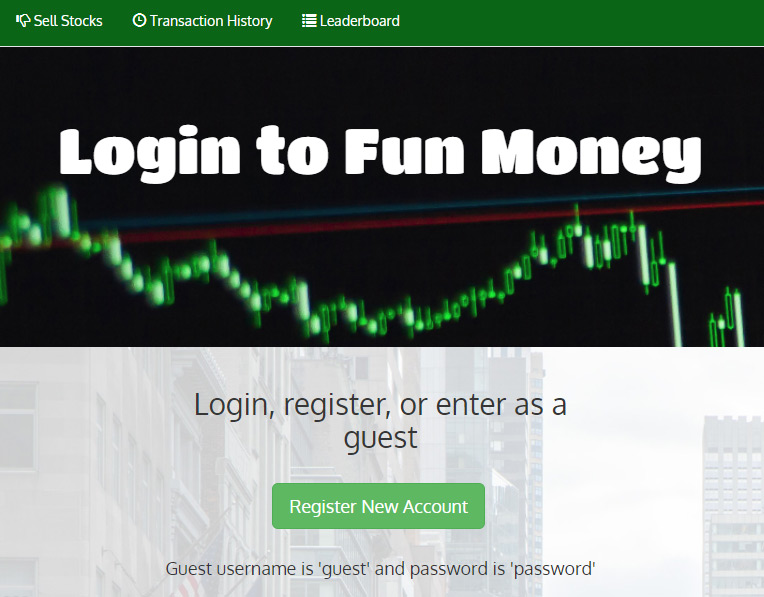 Sell Stocks Transaction History Leaderboard
Login to Fun Money
Login, register, or enter as a
guest
Register New Account
Guest username is 'guest' and password is 'password'